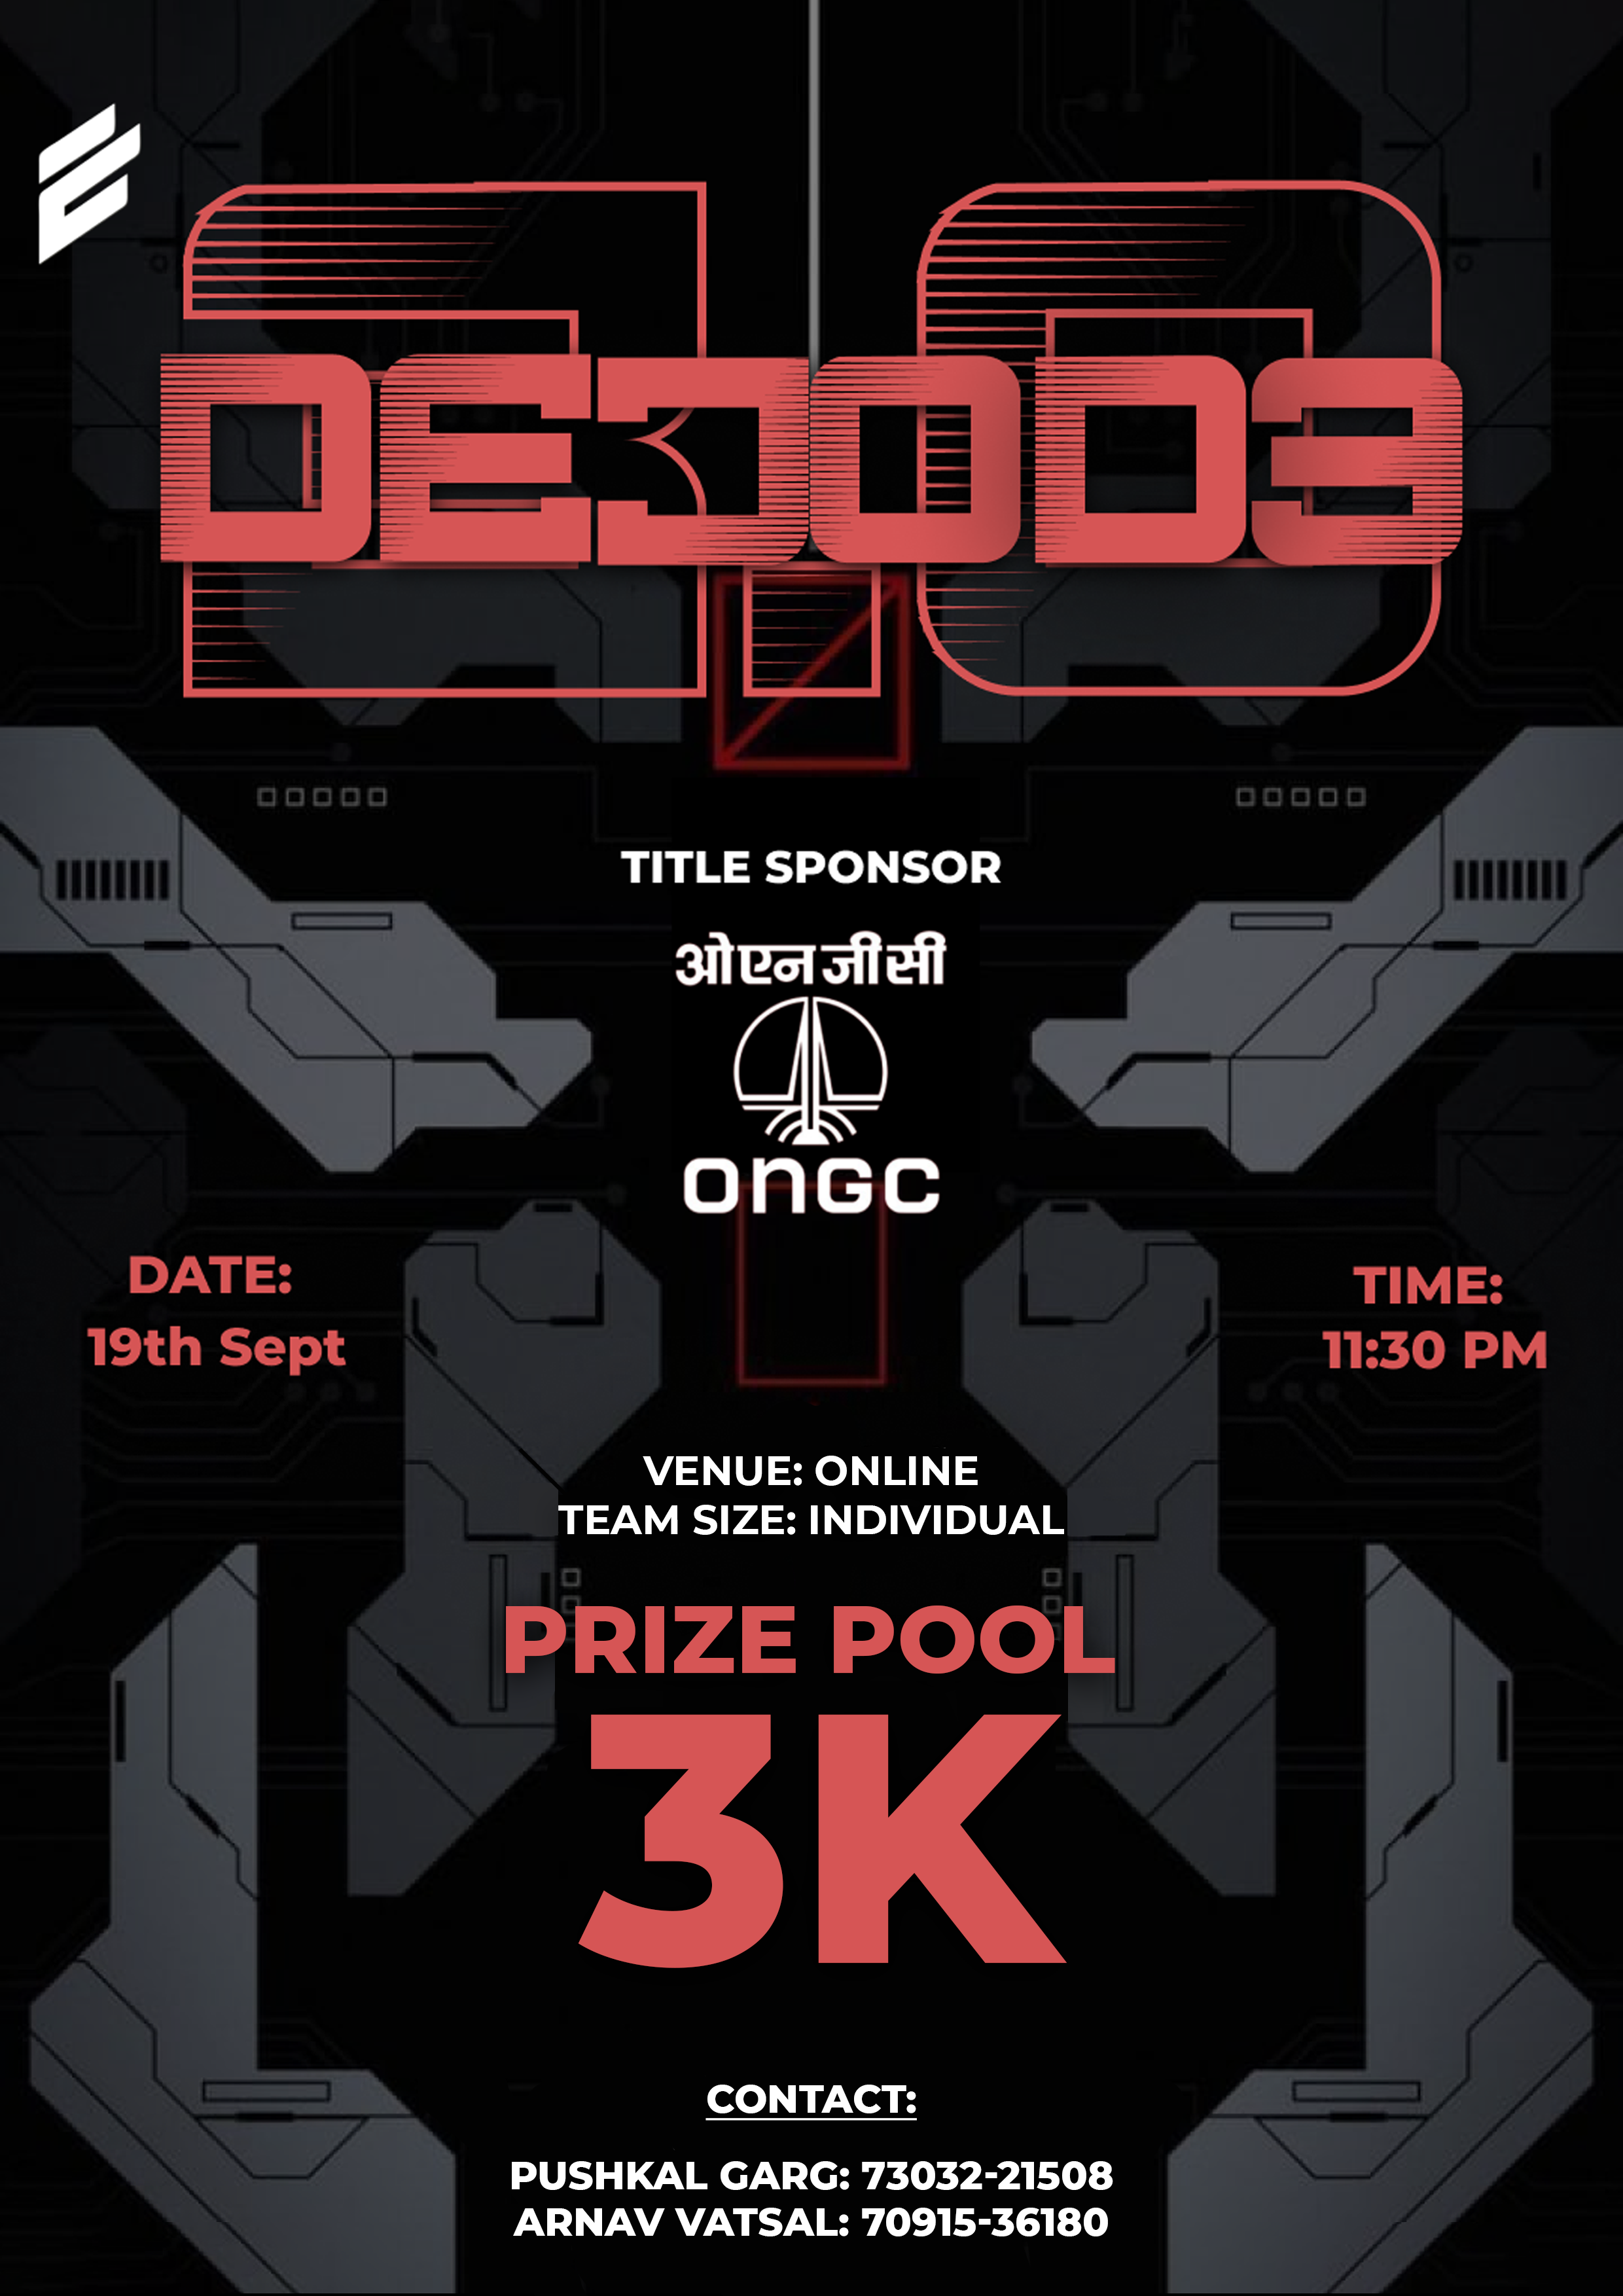 3.0
DECODE
TITLE SPONSOR
ओएनजीसी
ONGC
DATE:
19th Sept
TIME:
11:30 PM
VENUE: ONLINE
TEAM SIZE: INDIVIDUAL
PRIZE POOL
3K
CONTACT:
PUSHKAL GARG: 73032-21508
ARNAV VATSAL: 70915-36180